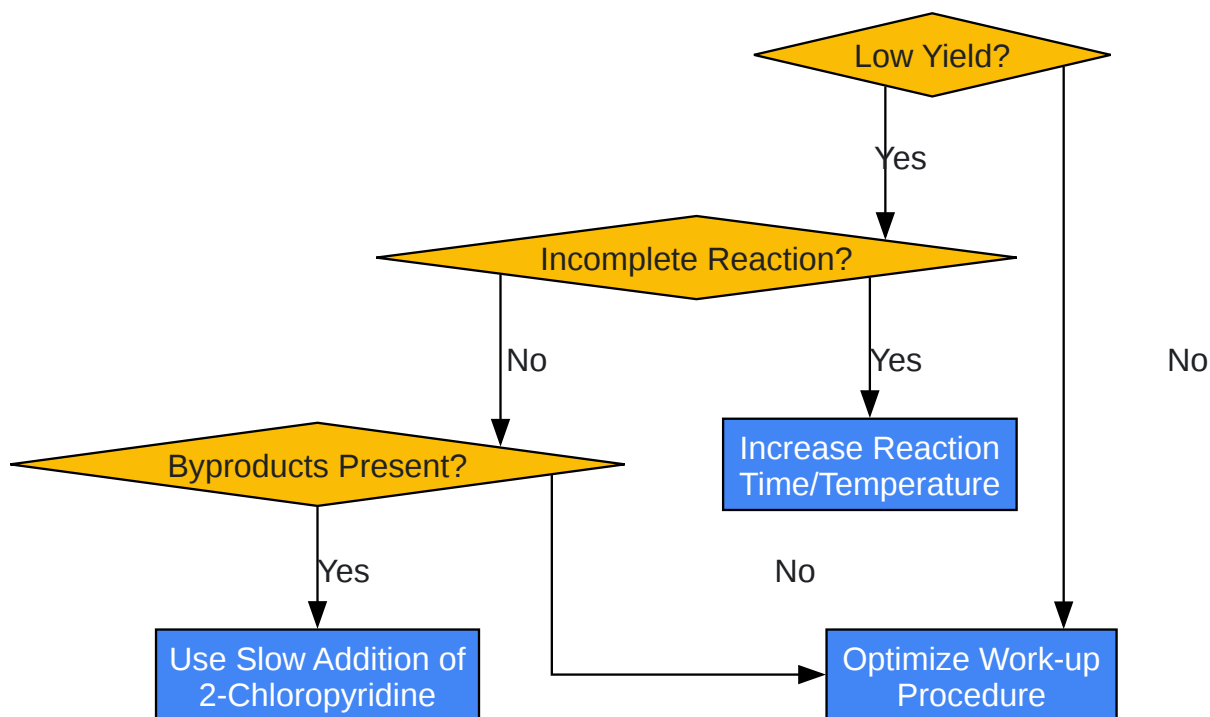 Low Yield?
Yes
Incomplete Reaction?
No
Yes
No
Byproducts Present?
Increase Reaction
Time/Temperature
Yes
No
Use Slow Addition of
2-Chloropyridine
Optimize Work-up
Procedure